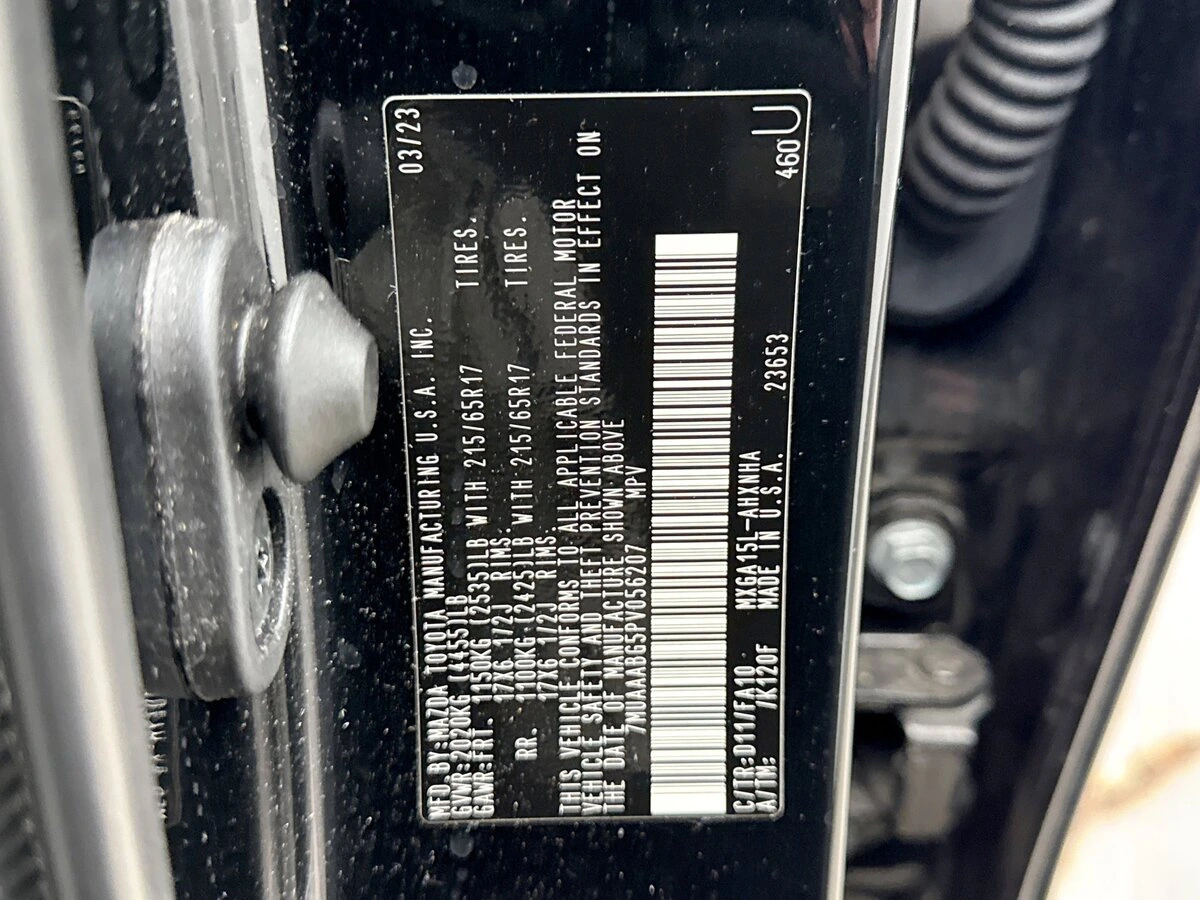 MFD.BY:MAZDA TOYOTA MANUFACTURING U.S.A. INC. 03/23
GVWR:2020KG (4455)LB
GAWR:FRT. 1150KG (2535)LB WITH 215/65R17 TIRES.
17X6 1/2J RIMS
RR. 1100KG (2425)LB WITH 215/65R17 TIRES.
17X6 1/2J RIMS.
THIS VEHICLE CONFORMS TO ALL APPLICABLE FEDERAL MOTOR
VEHICLE SAFETY AND THEFT PREVENTION STANDARDS IN EFFECT ON
THE DATE OF MANUFACTURE SHOWN ABOVE
7MUAAABG5PV056207 MPV
C/TR:D11/FA10 MXGA15L-AHXNHA
A/TM: /K120F MADE IN U.S.A. 23653 460 U